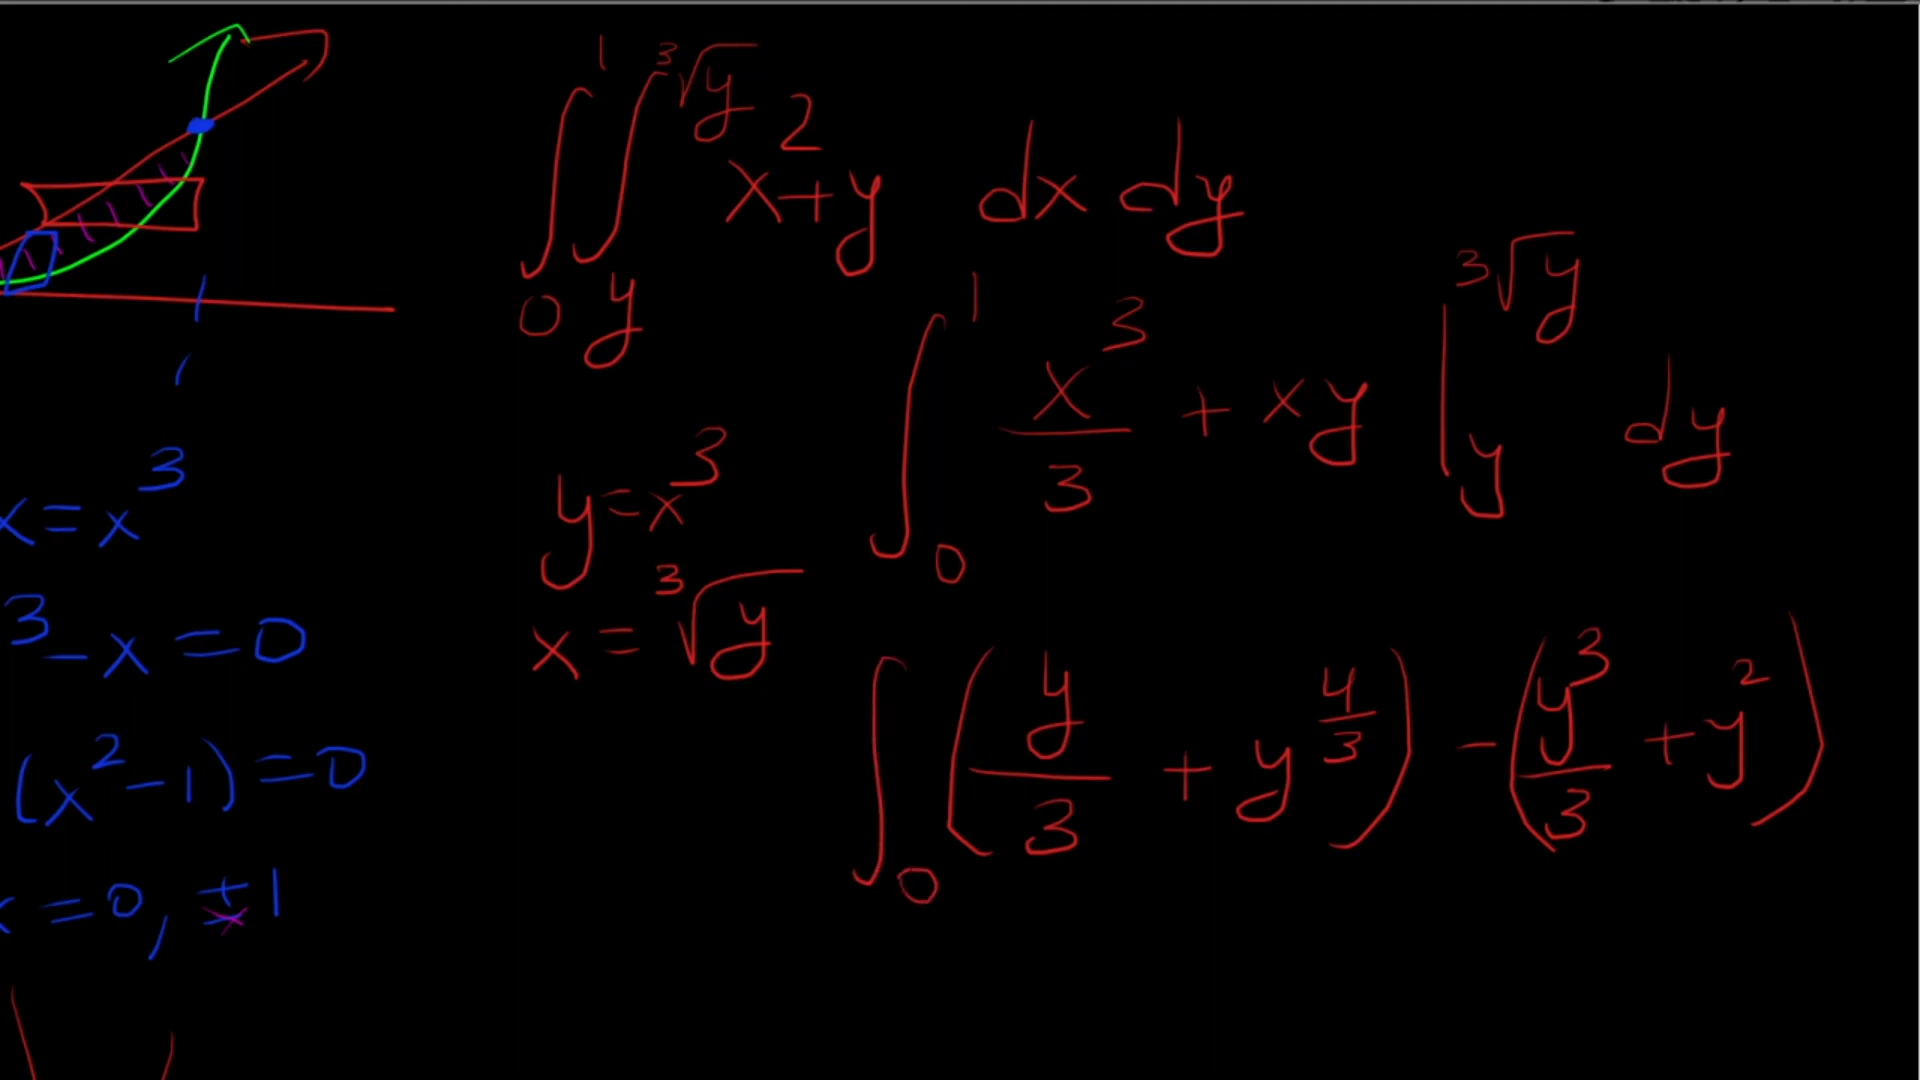 ∫₀¹ ∫_y^∛y x² + y dx dy
∫₀¹ x³/3 + xy |_y^∛y dy
y = x³
x = ∛y
∫₀ (y/3 + y^(4/3)) - (y³/3 + y²)
1
x = x³
³ - x = 0
(x² - 1) = 0
x = 0, ±1